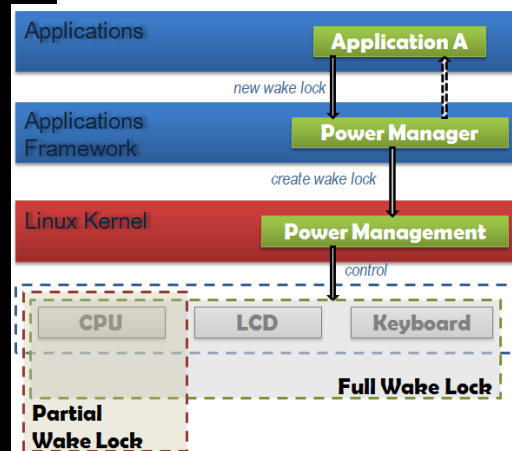 Applications
Application A
new wake lock
Applications
Framework
Power Manager
create wake lock
Linux Kernel
Power Management
control
CPU
LCD
Keyboard
Full Wake Lock
Partial
Wake Lock